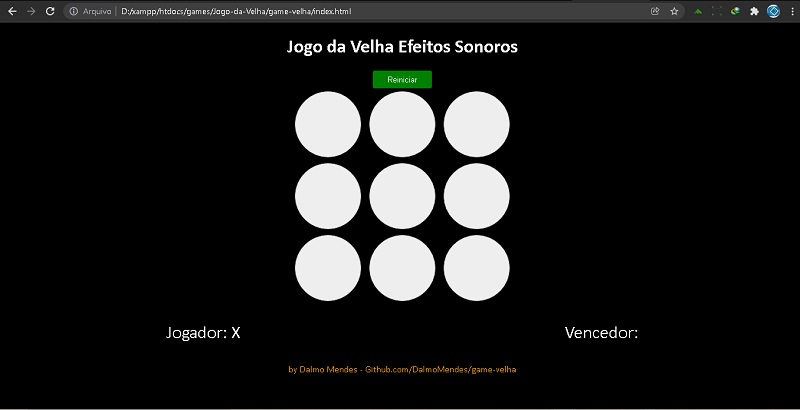 Arquivo | D:/xampp/htdocs/games/Jogo-da-Velha/game-velha/index.html
Jogo da Velha Efeitos Sonoros
Reiniciar
Jogador: X
Vencedor:
by Dalmo Mendes - Github.com/DalmoMendes/game-velha